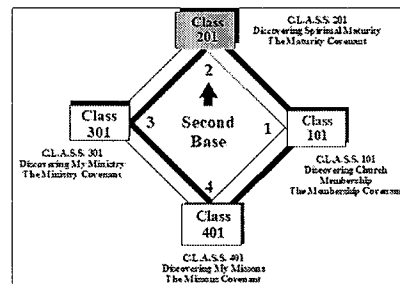 Class
201
C.L.A.S.S. 201
Discovering Spiritual Maturity
The Maturity Covenant
2
Class
301
3
Second
Base
1
Class
101
C.L.A.S.S. 301
Discovering My Ministry
The Ministry Covenant
C.L.A.S.S. 101
Discovering Church
Membership
The Membership Covenant
4
Class
401
C.L.A.S.S. 401
Discovering My Missons
The Missons Covenant